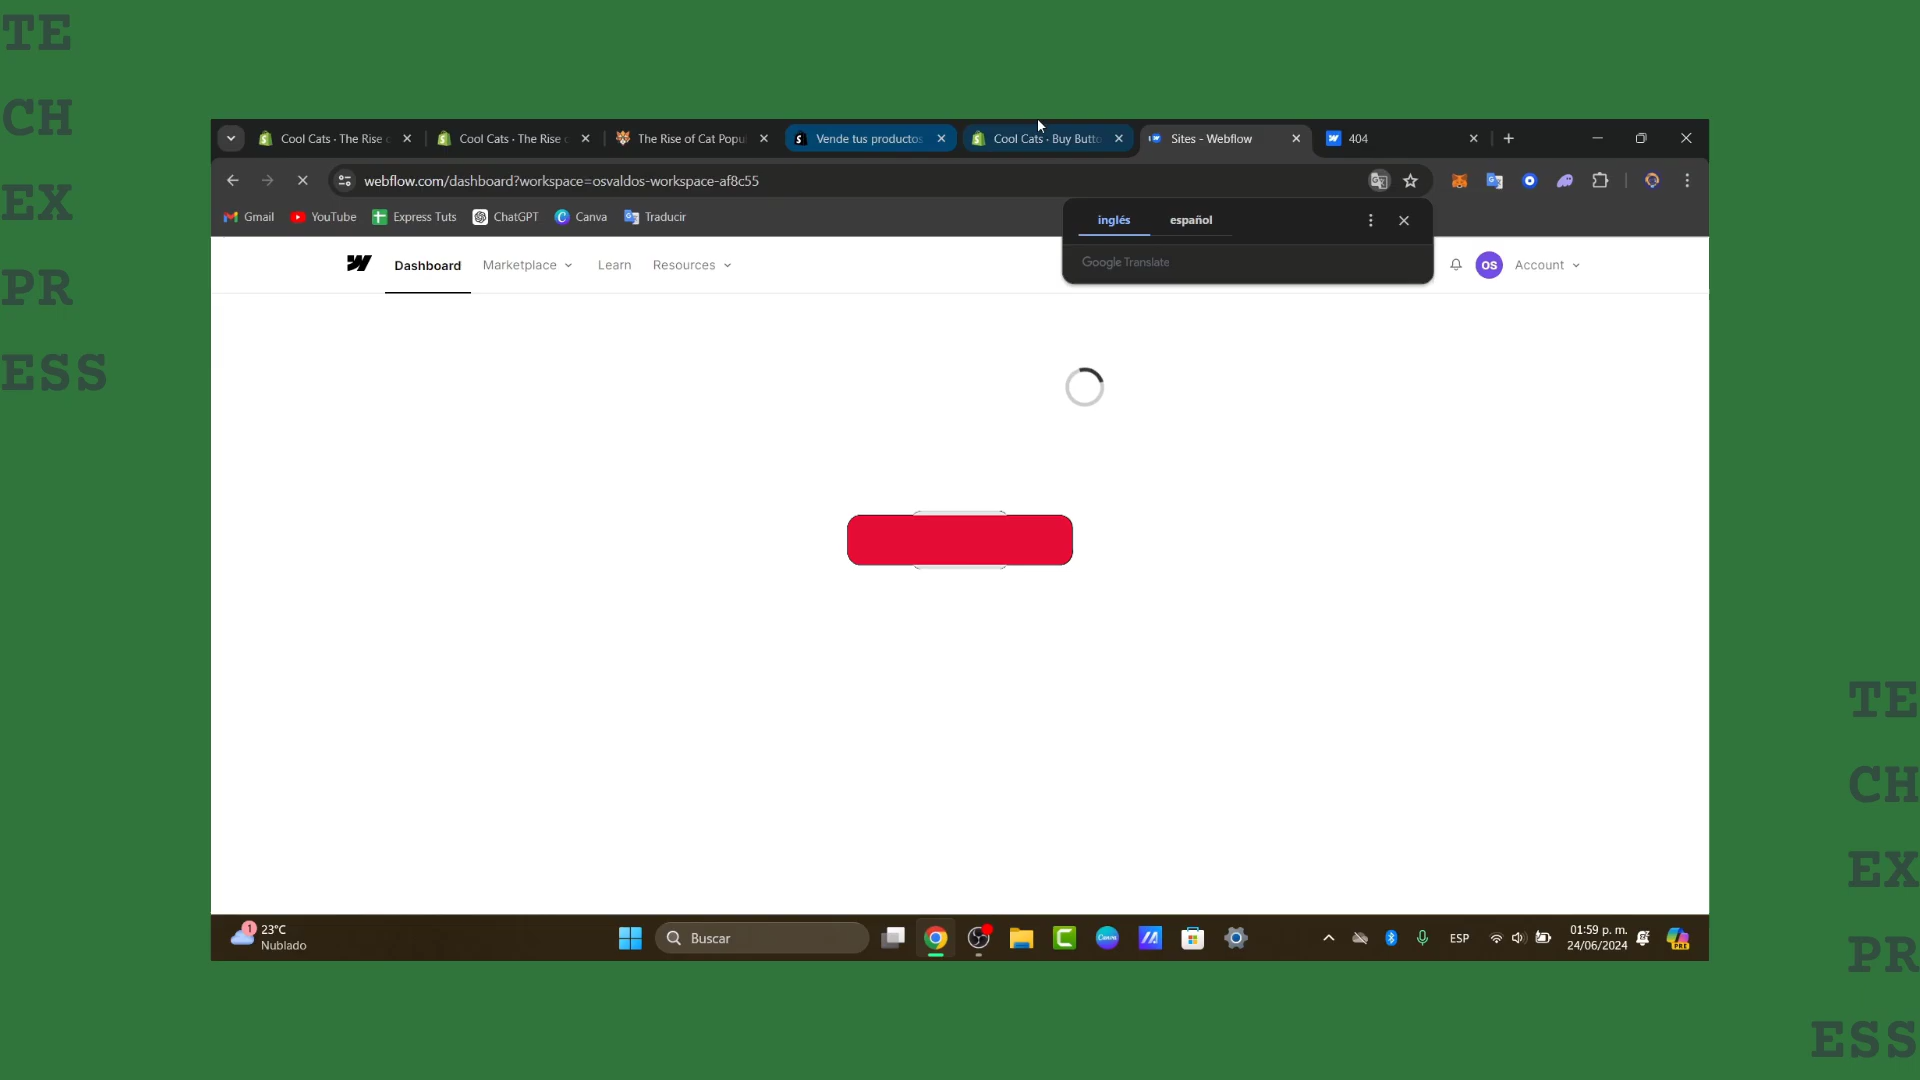 TE
CH
EX
PR
ESS
Cool Cats · The Rise
Cool Cats · The Rise
The Rise of Cat Popu
Vende tus productos
Cool Cats · Buy Butto
Sites - Webflow
404
webflow.com/dashboard?workspace=osvaldos-workspace-af8c55
Gmail
YouTube
Express Tuts
ChatGPT
Canva
Traducir
inglés
español
Google Translate
Dashboard
Marketplace
Learn
Resources
OS
Account
1
23°C
Nublado
Buscar
Canva
PRE
ESP
01:59 p. m.
24/06/2024
TE
CH
EX
PR
ESS